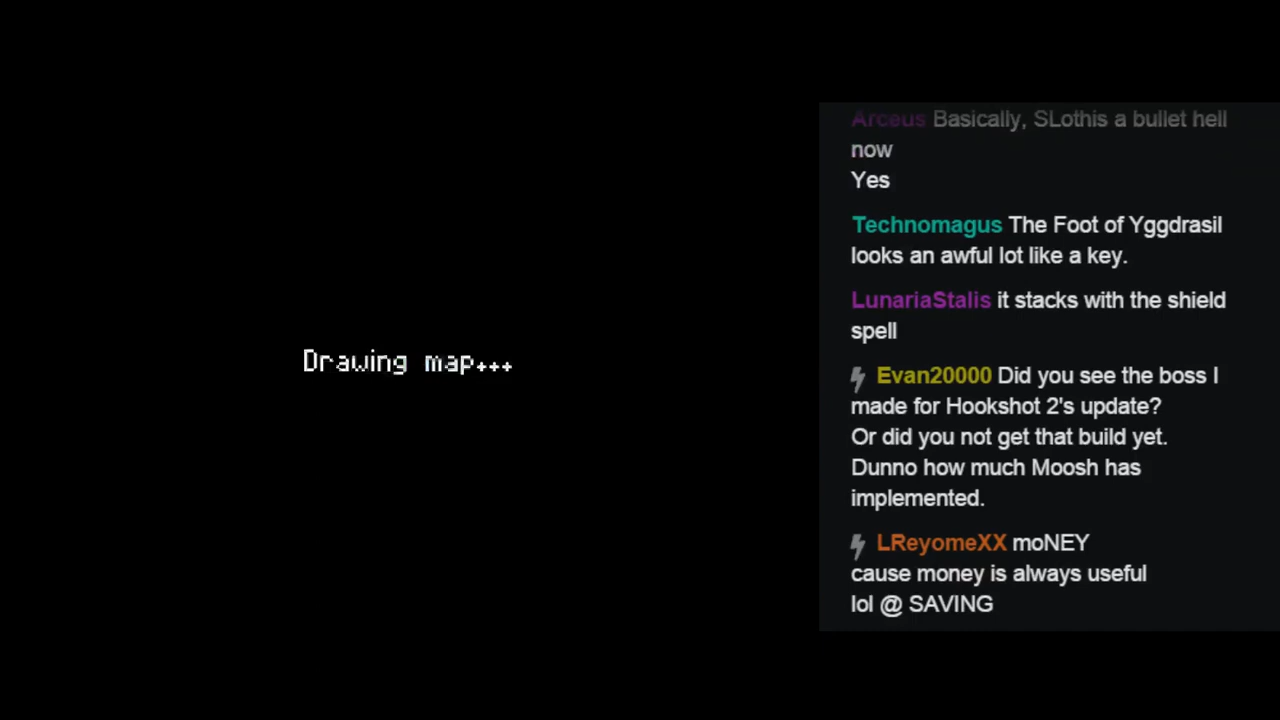 Drawing map...
Arceus Basically, SLothis a bullet hell
now
Yes
Technomagus The Foot of Yggdrasil
looks an awful lot like a key.
LunariaStalis it stacks with the shield
spell
Evan20000 Did you see the boss I
made for Hookshot 2's update?
Or did you not get that build yet.
Dunno how much Moosh has
implemented.
LReyomeXX moNEY
cause money is always useful
lol @ SAVING